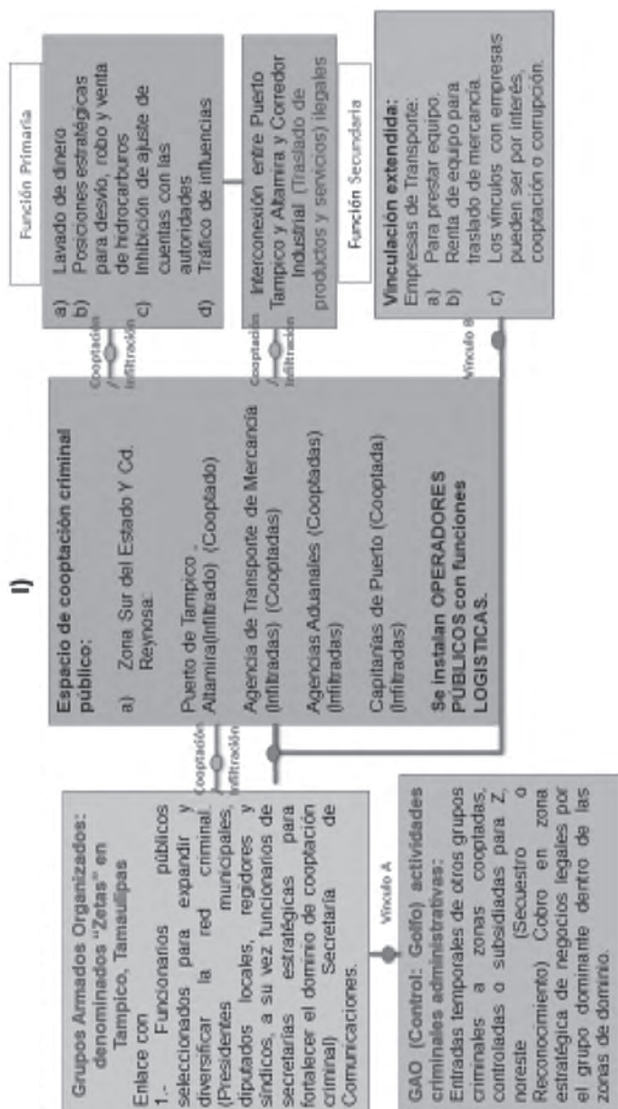 I)
Grupos Armados Organizados:
denominados "Zetas" en
Tampico, Tamaulipas
Enlace con
1.- Funcionarios públicos
seleccionados para expandir y
diversificar la red criminal.
(Presidentes municipales,
diputados locales, regidores y
síndicos, a su vez funcionarios de
secretarías estratégicas para
fortalecer el dominio de cooptación
criminal) Secretaría de
Comunicaciones.
Vínculo A
GAO (Control: Golfo) actividades
criminales administrativas:
Entradas temporales de otros grupos
criminales a zonas cooptadas,
controladas o subsidiadas para Z,
noreste (Secuestro o
Reconocimiento) Cobro en zona
estratégica de negocios legales por
el grupo dominante dentro de las
zonas de dominio.
Cooptación
/
Infiltración
Espacio de cooptación criminal
público:
a) Zona Sur del Estado Y Cd.
Reynosa:
Puerto de Tampico,
Altamira(Infiltrado) (Cooptado)
Agencia de Transporte de Mercancía
(Infiltradas) (Cooptadas)
Agencias Aduanales (Cooptadas)
(Infiltradas)
Capitanías de Puerto (Cooptada)
(Infiltradas)
Se instalan OPERADORES
PÚBLICOS con funciones
LOGISTICAS.
Cooptación
/
Infiltración
Cooptación
/
Infiltración
Vínculo B
Función Primaria
a) Lavado de dinero
b) Posiciones estratégicas
para desvío, robo y venta
de hidrocarburos
c) Inhibición de ajuste de
cuentas con las
autoridades
d) Tráfico de influencias
Interconexión entre Puerto
Tampico y Altamira y Corredor
Industrial (Traslado de
productos y servicios) ilegales
Función Secundaria
Vinculación extendida:
Empresas de Transporte:
a) Para prestar equipo.
b) Renta de equipo para
traslado de mercancía.
c) Los vínculos con empresas
pueden ser por interés,
cooptación o corrupción.